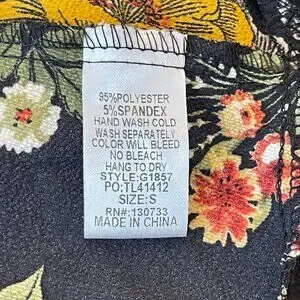 95%POLYESTER
5%SPANDEX
HAND WASH COLD
WASH SEPARATELY
COLOR WILL BLEED
NO BLEACH
HANG TO DRY
STYLE:G1857
PO:TL41412
SIZE:S
RN#:130733
MADE IN CHINA